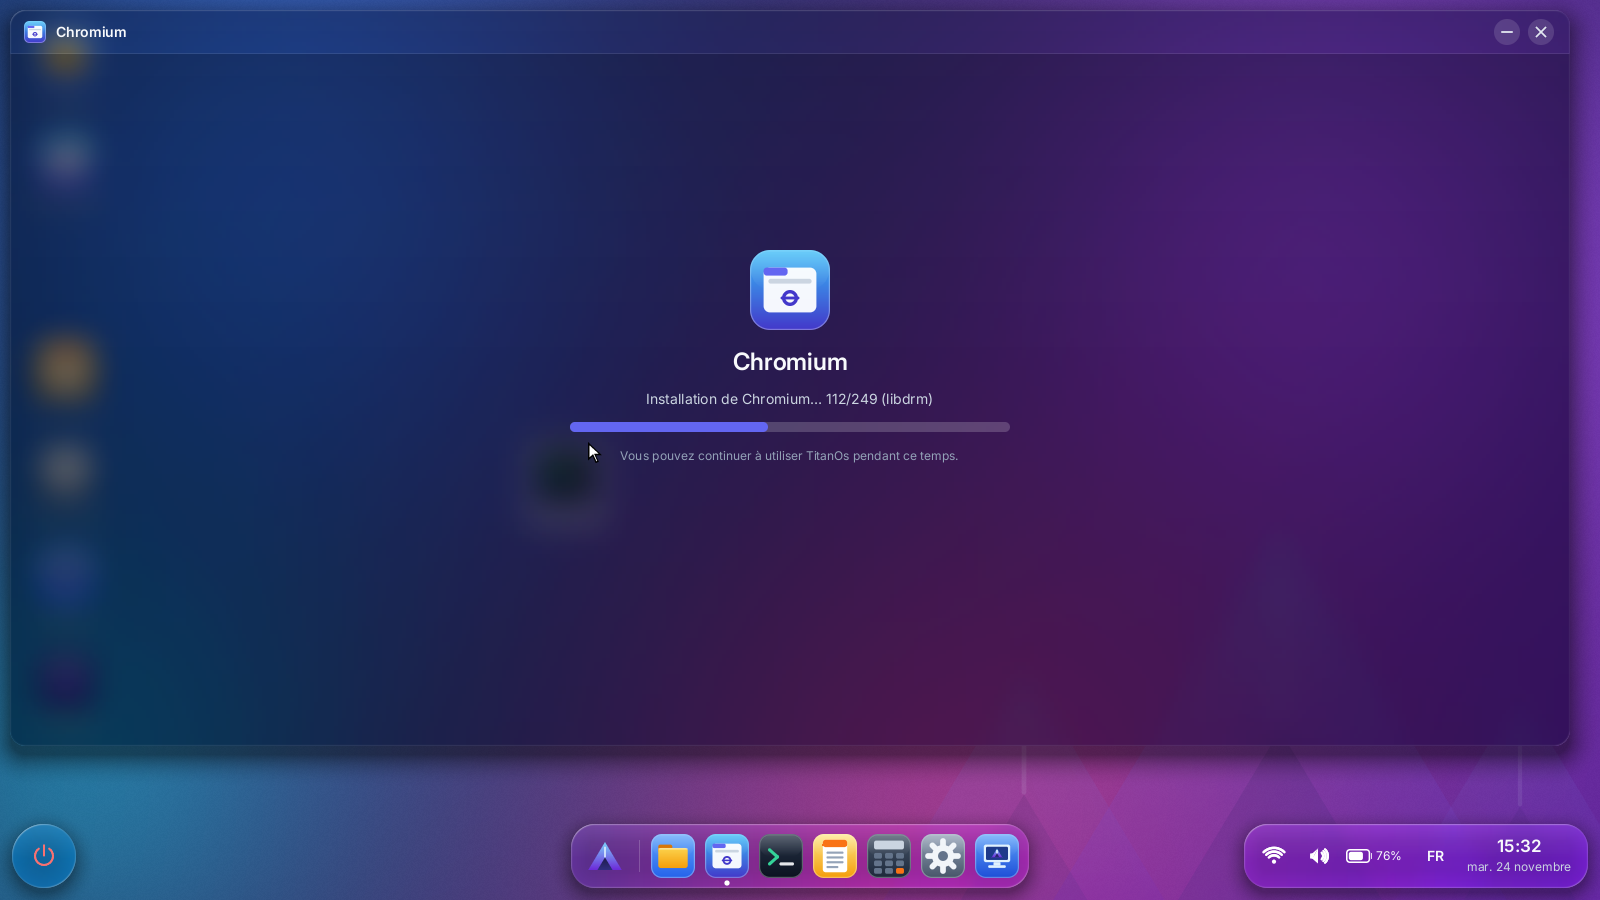 Chromium
Chromium
Installation de Chromium... 112/249 (libdrm)
Vous pouvez continuer à utiliser TitanOs pendant ce temps.
76%
FR
15:32
mar. 24 novembre